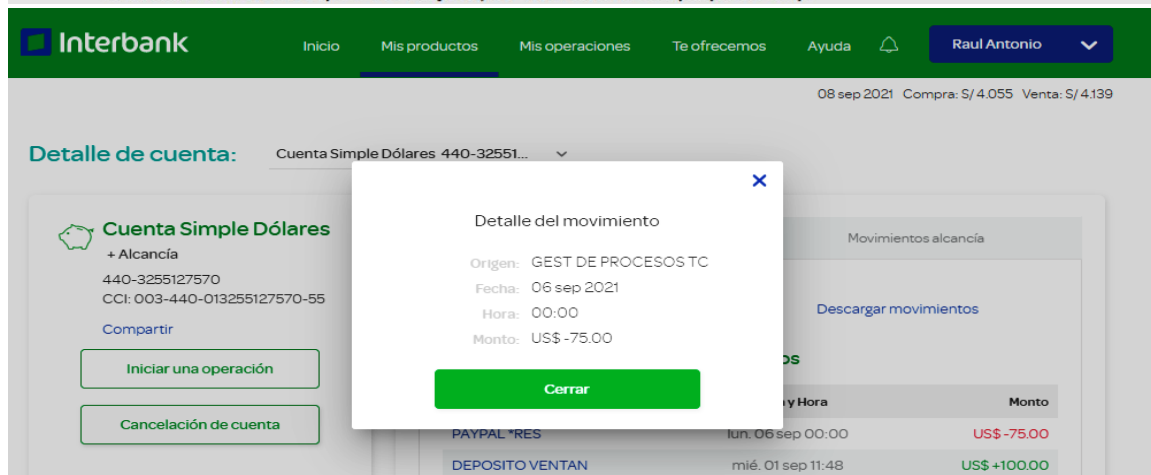 Interbank
Inicio Mis productos Mis operaciones Te ofrecemos Ayuda Raul Antonio
08 sep 2021 Compra: S/ 4.055 Venta: S/ 4.139
Detalle de cuenta: Cuenta Simple Dólares 440-32551...
Cuenta Simple Dólares
+ Alcancía
440-3255127570
CCI: 003-440-013255127570-55
Compartir
Iniciar una operación
Cancelación de cuenta
Detalle del movimiento
Origen: GEST DE PROCESOS TC
Fecha: 06 sep 2021
Hora: 00:00
Monto: US$ -75.00
Cerrar
Movimientos alcancía
Descargar movimientos
os
y Hora Monto
PAYPAL *RES lun. 06 sep 00:00 US$ -75.00
DEPOSITO VENTAN mié. 01 sep 11:48 US$ +100.00